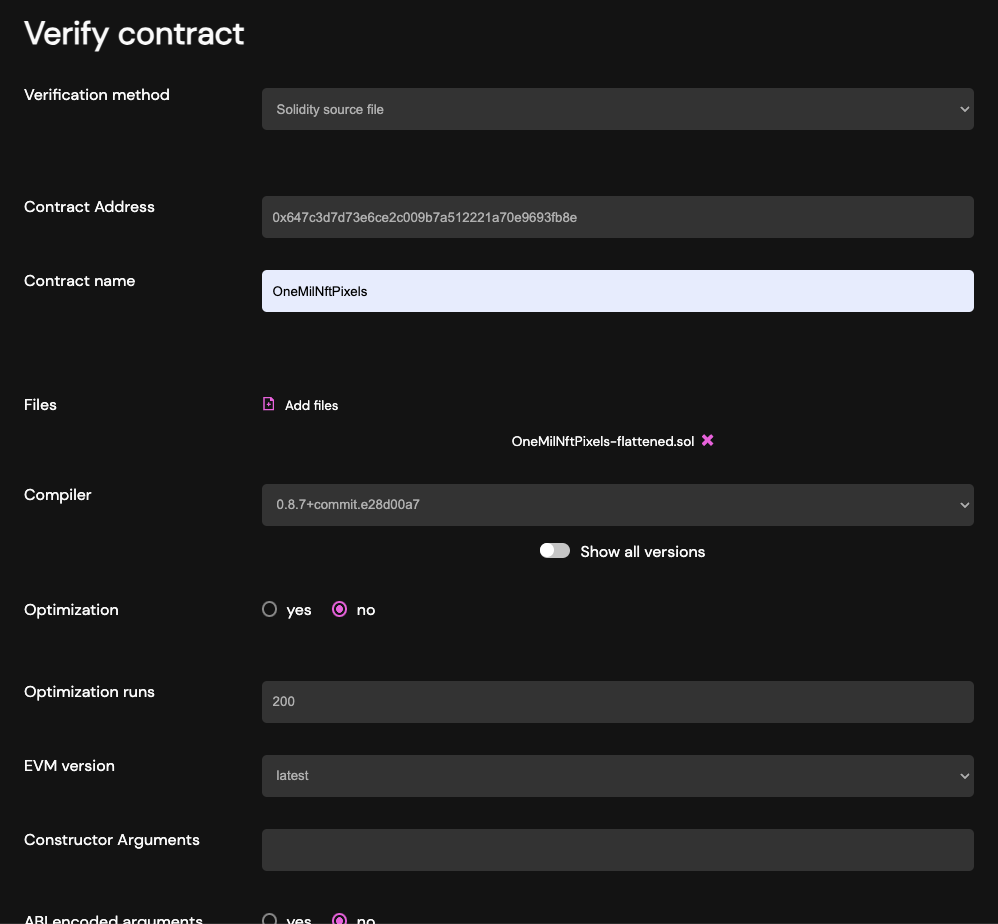 Verify contract
Verification method
Solidity source file
Contract Address
0x647c3d7d73e6ce2c009b7a512221a70e9693fb8e
Contract name
OneMilNftPixels
Files
Add files
OneMilNftPixels-flattened.sol
Compiler
0.8.7+commit.e28d00a7
Show all versions
Optimization
yes no
Optimization runs
200
EVM version
latest
Constructor Arguments
ABI encoded arguments
yes no